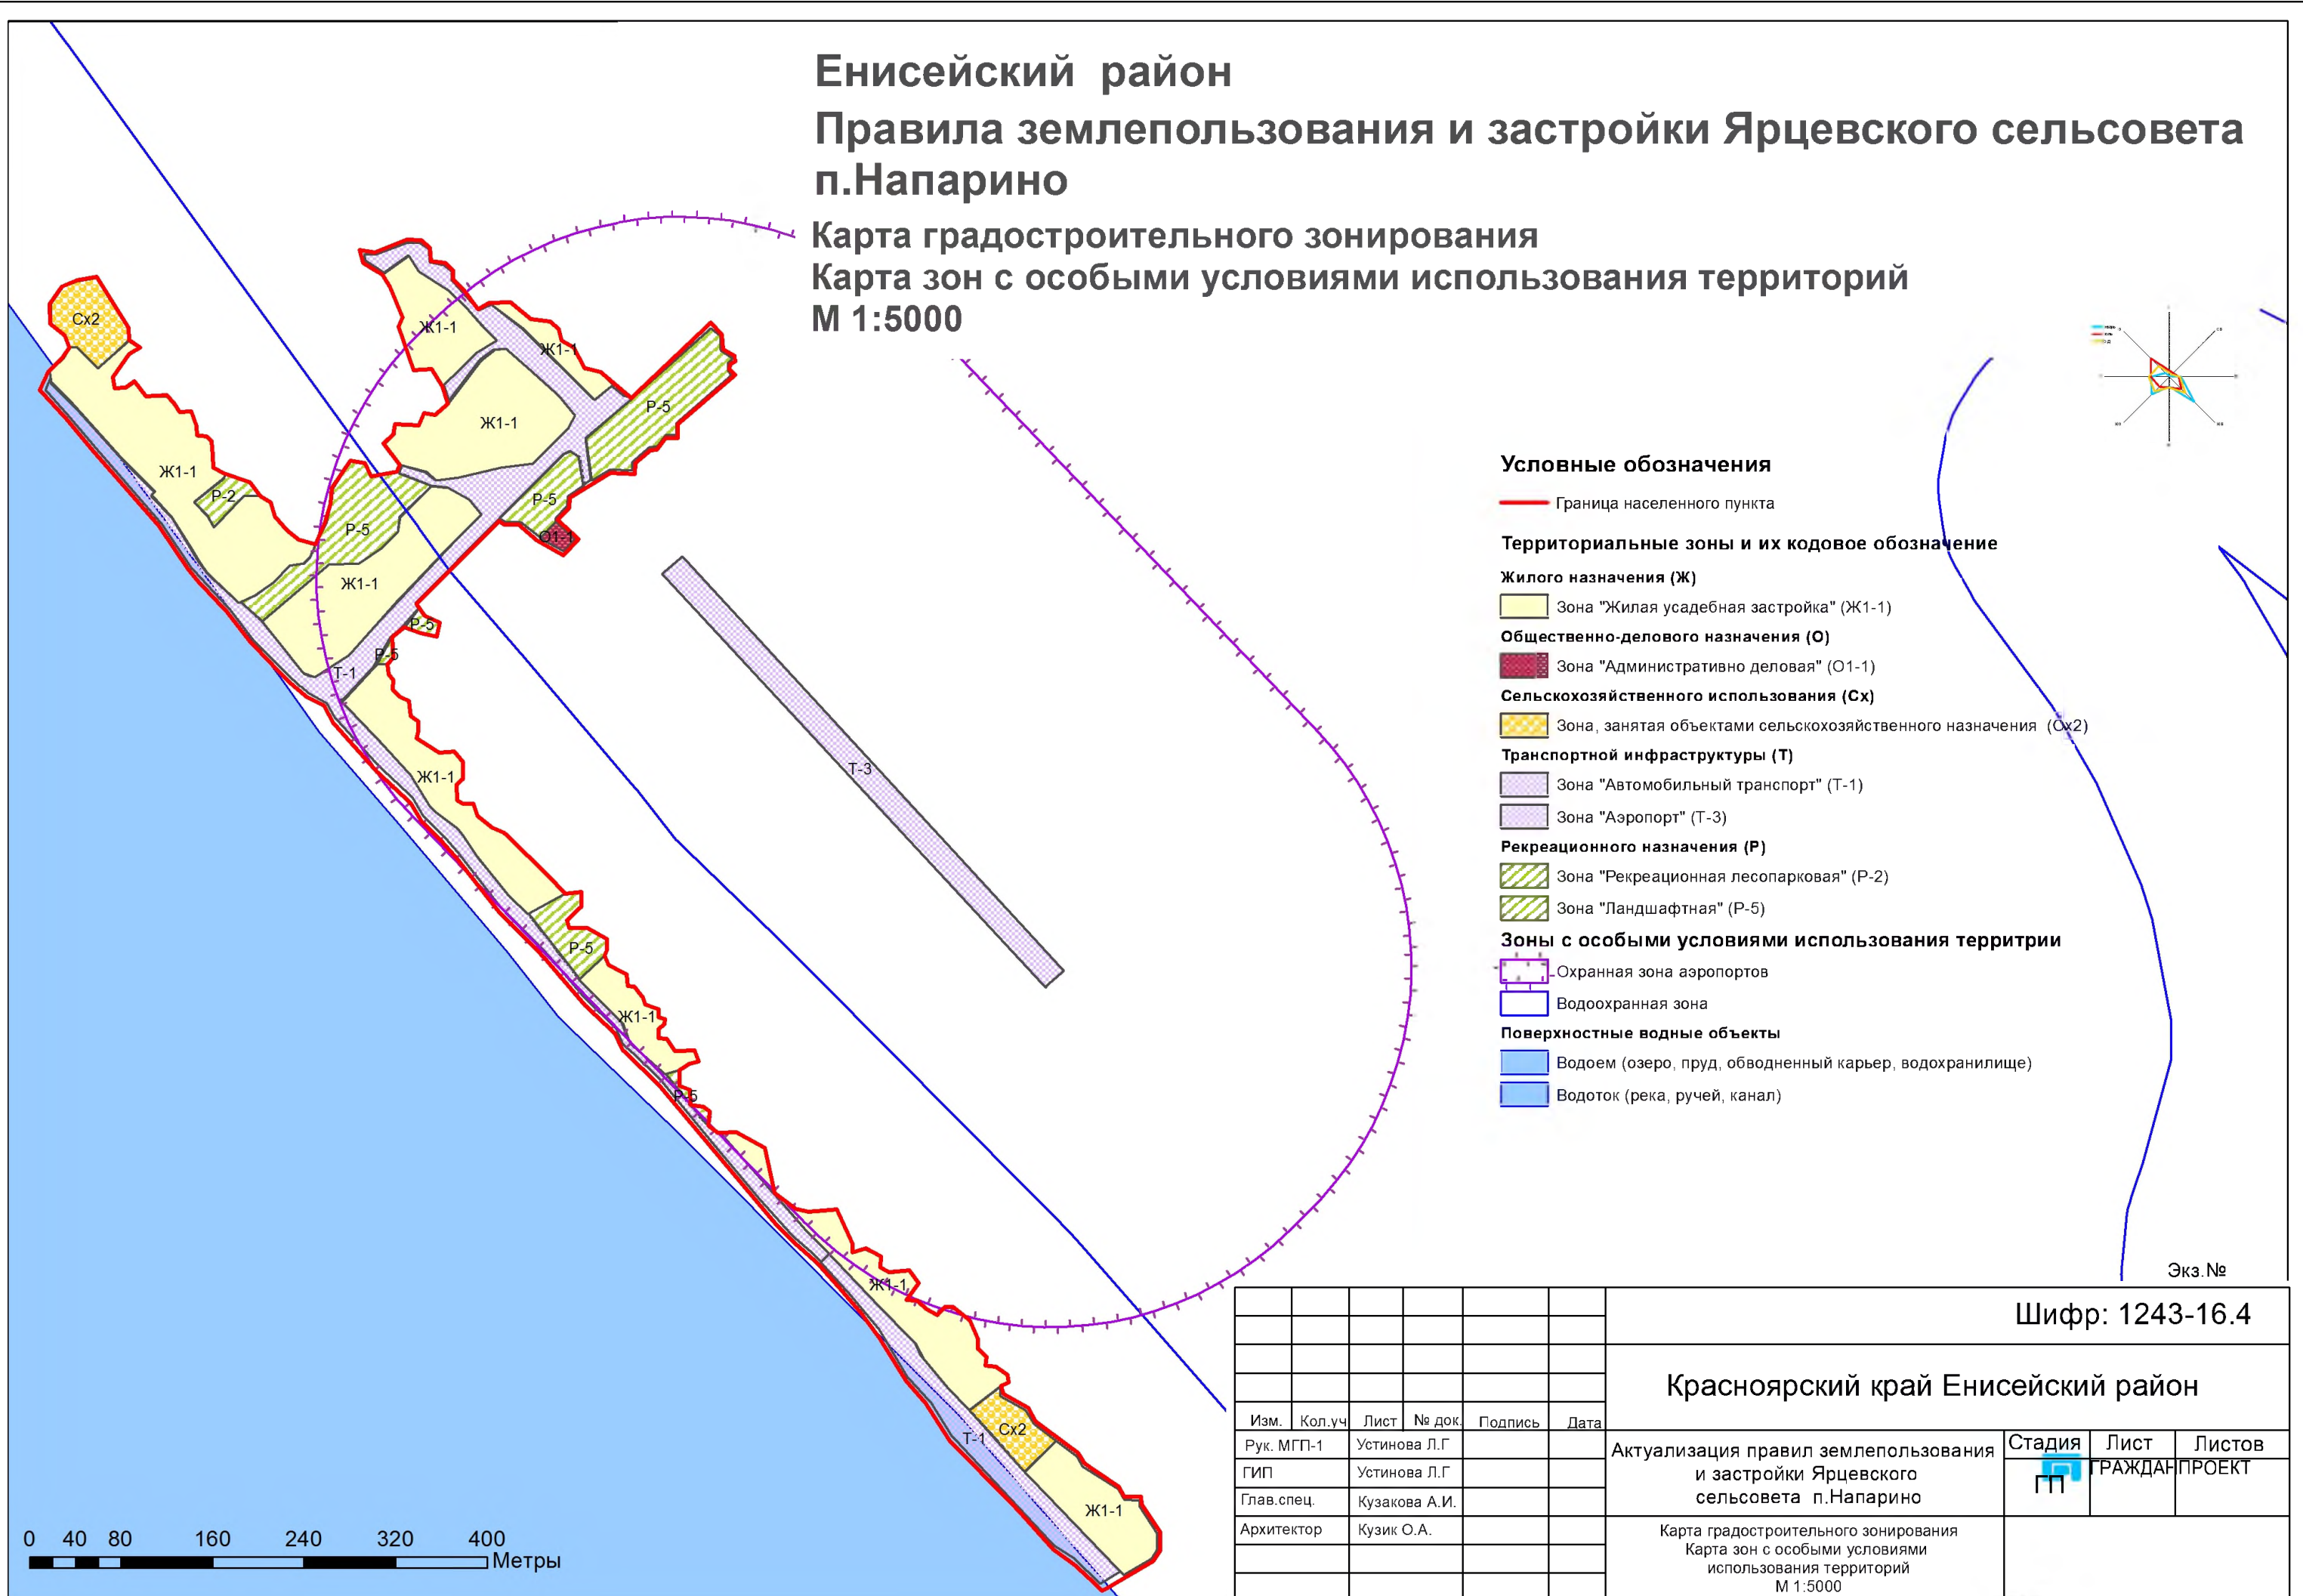 Енисейский район
Правила землепользования и застройки Ярцевского сельсовета
п.Напарино
Карта градостроительного зонирования
Карта зон с особыми условиями использования территорий
М 1:5000
Сх2
Ж1-1
Ж1-1
Р-5
Ж1-1
Ж1-1
Р-2
Р-5
Р-5
О1-1
Ж1-1
Р-5
Р-5
Т-1
Ж1-1
Т-3
Р-5
Ж1-1
Р-5
Ж1-1
Сх2
Т-1
Ж1-1
Условные обозначения
Граница населенного пункта
Территориальные зоны и их кодовое обозначение
Жилого назначения (Ж)
Зона "Жилая усадебная застройка" (Ж1-1)
Общественно-делового назначения (О)
Зона "Административно деловая" (О1-1)
Сельскохозяйственного использования (Сх)
Зона, занятая объектами сельскохозяйственного назначения (Сх2)
Транспортной инфраструктуры (Т)
Зона "Автомобильный транспорт" (Т-1)
Зона "Аэропорт" (Т-3)
Рекреационного назначения (Р)
Зона "Рекреационная лесопарковая" (Р-2)
Зона "Ландшафтная" (Р-5)
Зоны с особыми условиями использования территрии
Охранная зона аэропортов
Водоохранная зона
Поверхностные водные объекты
Водоем (озеро, пруд, обводненный карьер, водохранилище)
Водоток (река, ручей, канал)
0 40 80 160 240 320 400
Метры
Экз.№
Шифр: 1243-16.4
Красноярский край Енисейский район
Изм. Кол.уч Лист № док. Подпись Дата
Рук. МГП-1 Устинова Л.Г
ГИП Устинова Л.Г
Глав.спец. Кузакова А.И.
Архитектор Кузик О.А.
Актуализация правил землепользования
и застройки Ярцевского
сельсовета п.Напарино
Стадия Лист Листов
ГП
ГРАЖДАНПРОЕКТ
Карта градостроительного зонирования
Карта зон с особыми условиями
использования территорий
М 1:5000